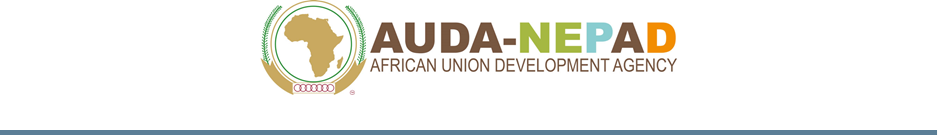 AUDA-NEPAD
AFRICAN UNION DEVELOPMENT AGENCY
®